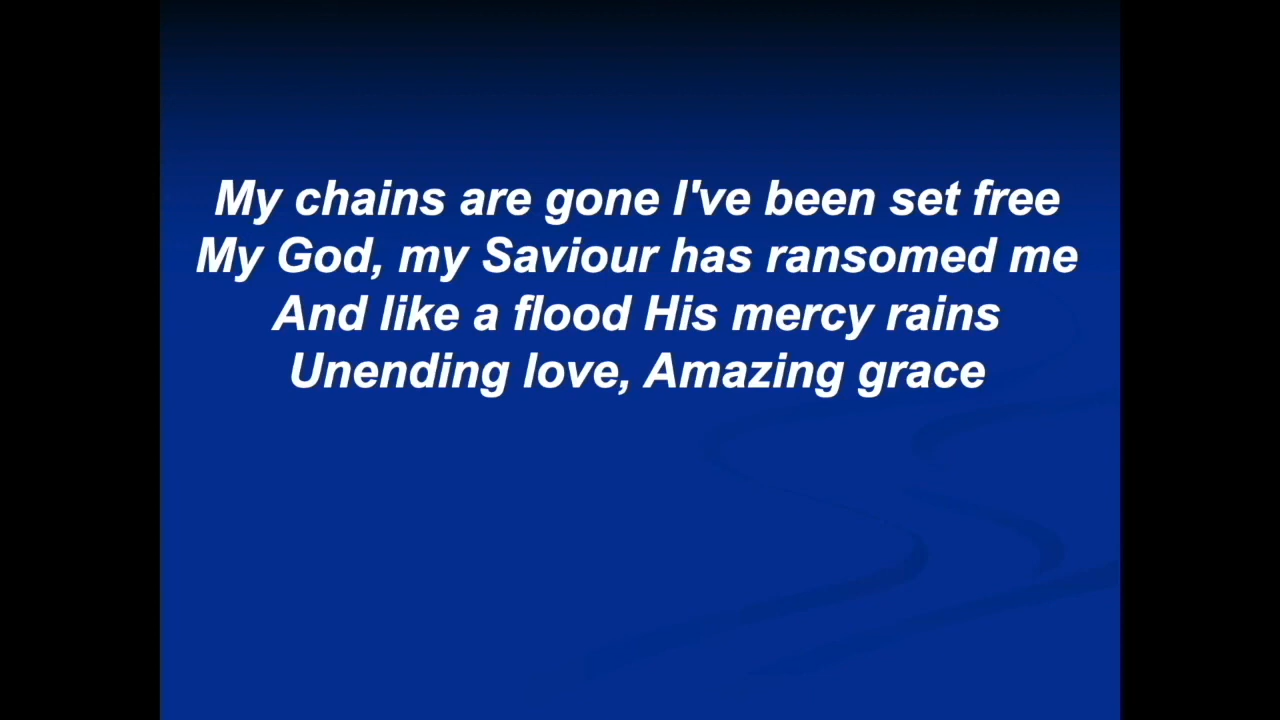 My chains are gone I've been set free
My God, my Saviour has ransomed me
And like a flood His mercy rains
Unending love, Amazing grace